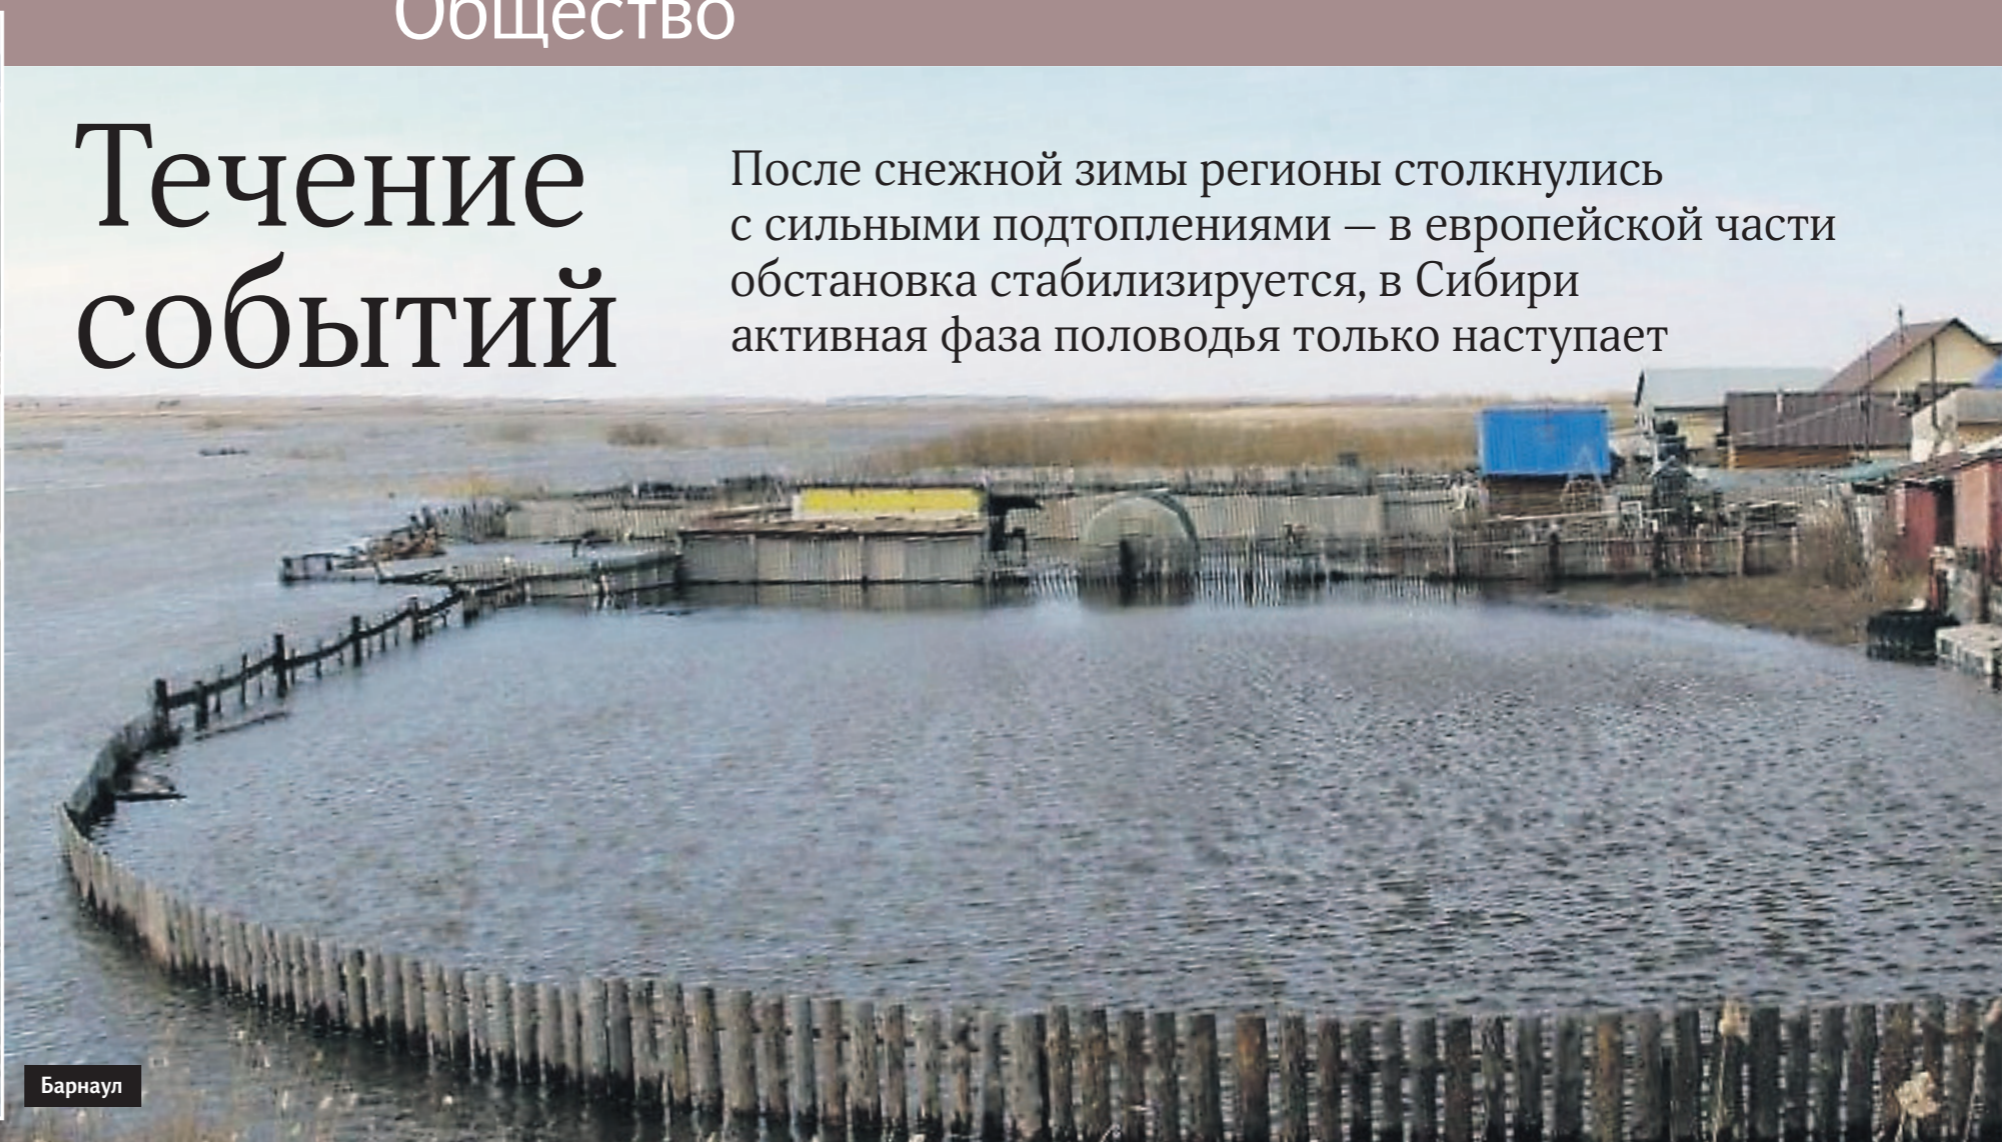 Общество
Течение
событий
После снежной зимы регионы столкнулись
с сильными подтоплениями — в европейской части
обстановка стабилизируется, в Сибири
активная фаза половодья только наступает
Барнаул